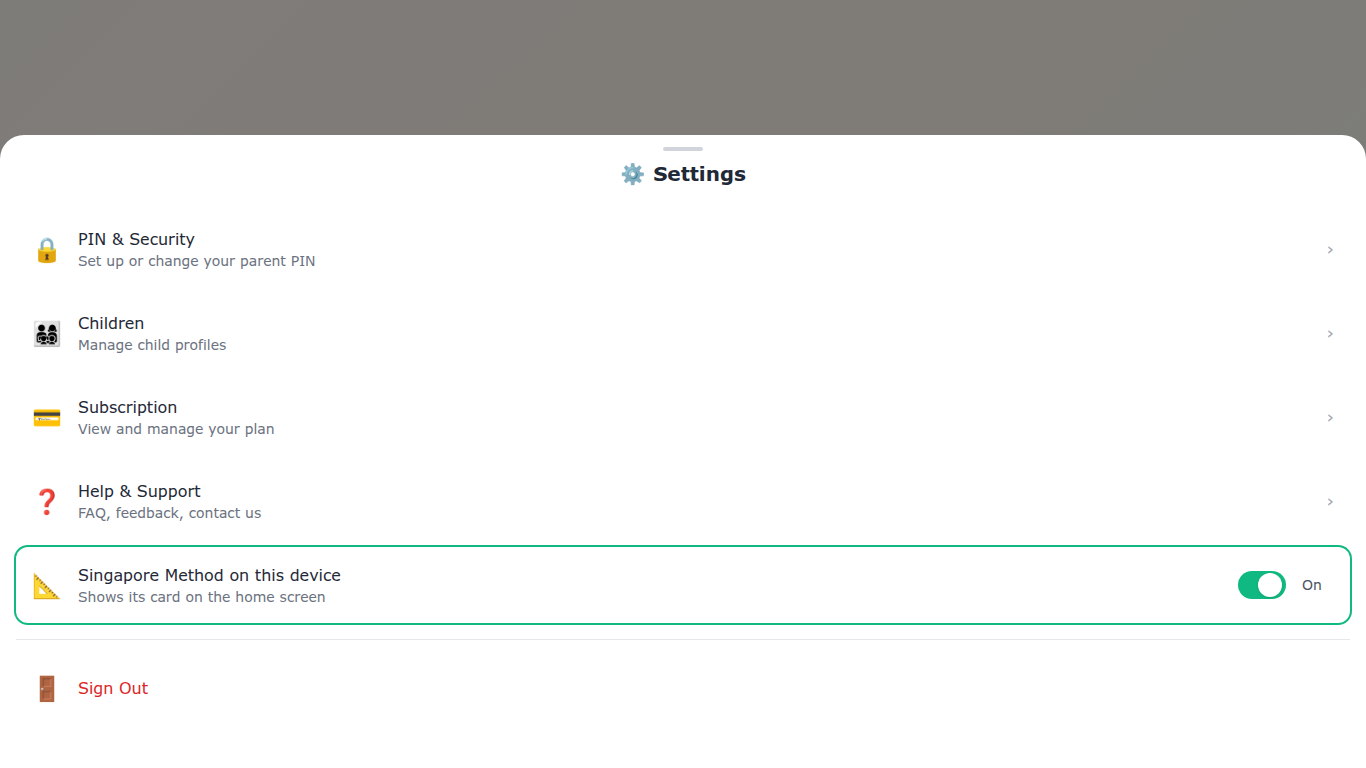 Settings
PIN & Security
Set up or change your parent PIN
Children
Manage child profiles
Subscription
View and manage your plan
Help & Support
FAQ, feedback, contact us
Singapore Method on this device
Shows its card on the home screen
On
Sign Out